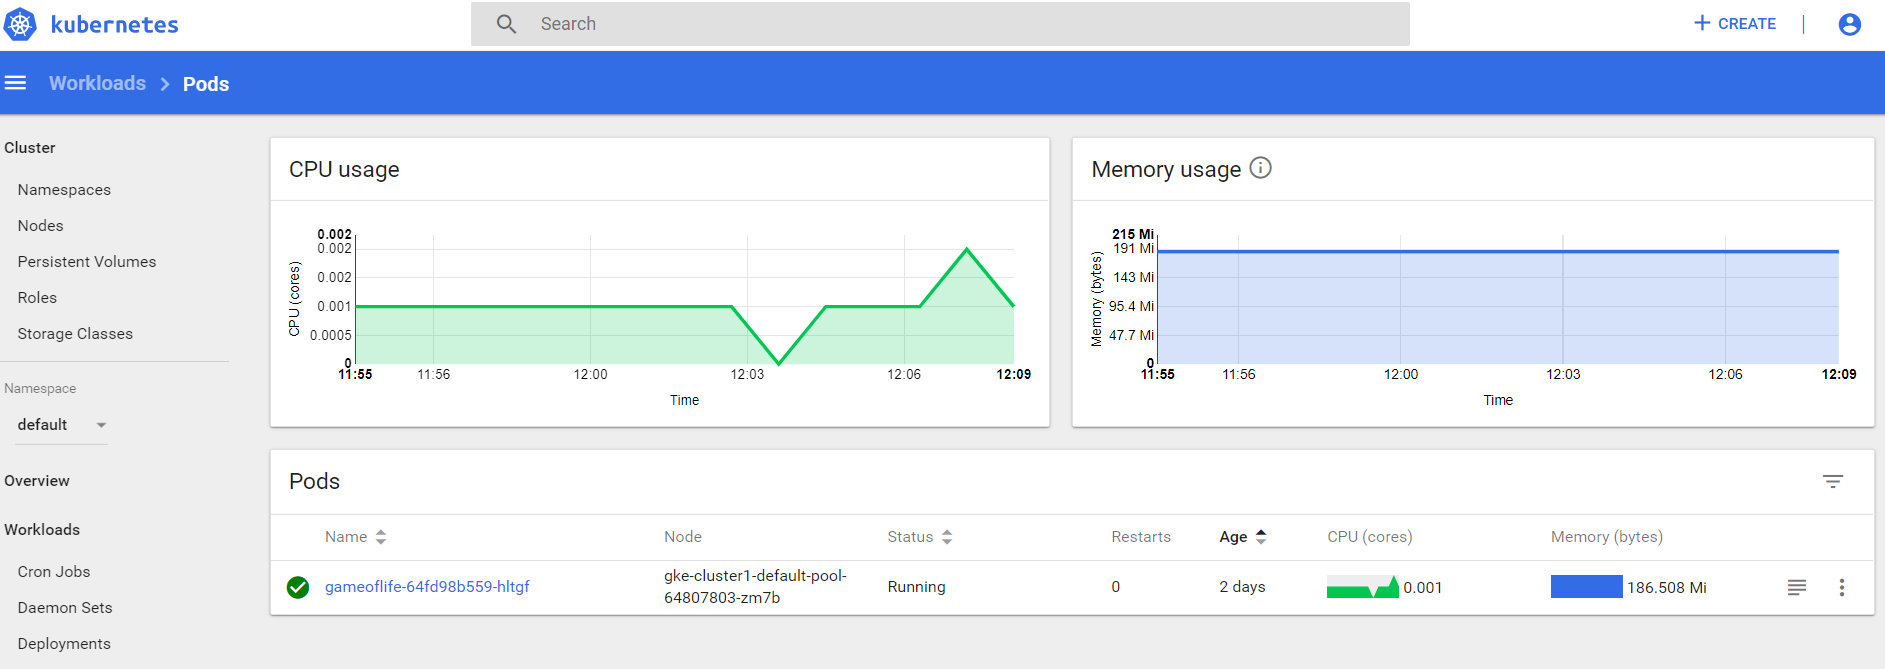 kubernetes
Search
CREATE
Workloads
Pods
Cluster
Namespaces
Nodes
Persistent Volumes
Roles
Storage Classes
Namespace
default
Overview
Workloads
Cron Jobs
Daemon Sets
Deployments
CPU usage
CPU (cores)
0.002
0.002
0.002
0.001
0.0005
0
11:55 11:56 12:00 12:03 12:06 12:09
Time
Memory usage
Memory (bytes)
215 Mi
191 Mi
143 Mi
95.4 Mi
47.7 Mi
0
11:55 11:56 12:00 12:03 12:06 12:09
Time
Pods
Name Node Status Restarts Age CPU (cores) Memory (bytes)
gameoflife-64fd98b559-hltgf
gke-cluster1-default-pool-
64807803-zm7b
Running 0 2 days 0.001 186.508 Mi